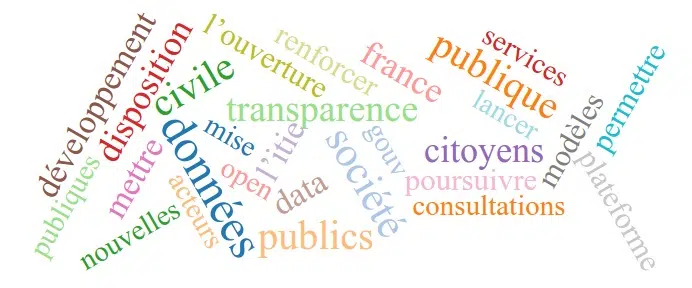 développement
disposition
l'ouverture
renforcer
france
publique
services
permettre
civile
transparence
lancer
modèles
données
mise
l'itie
gouv
société
citoyens
plateforme
publiques
mettre
acteurs
open
data
poursuivre
consultations
nouvelles
publics